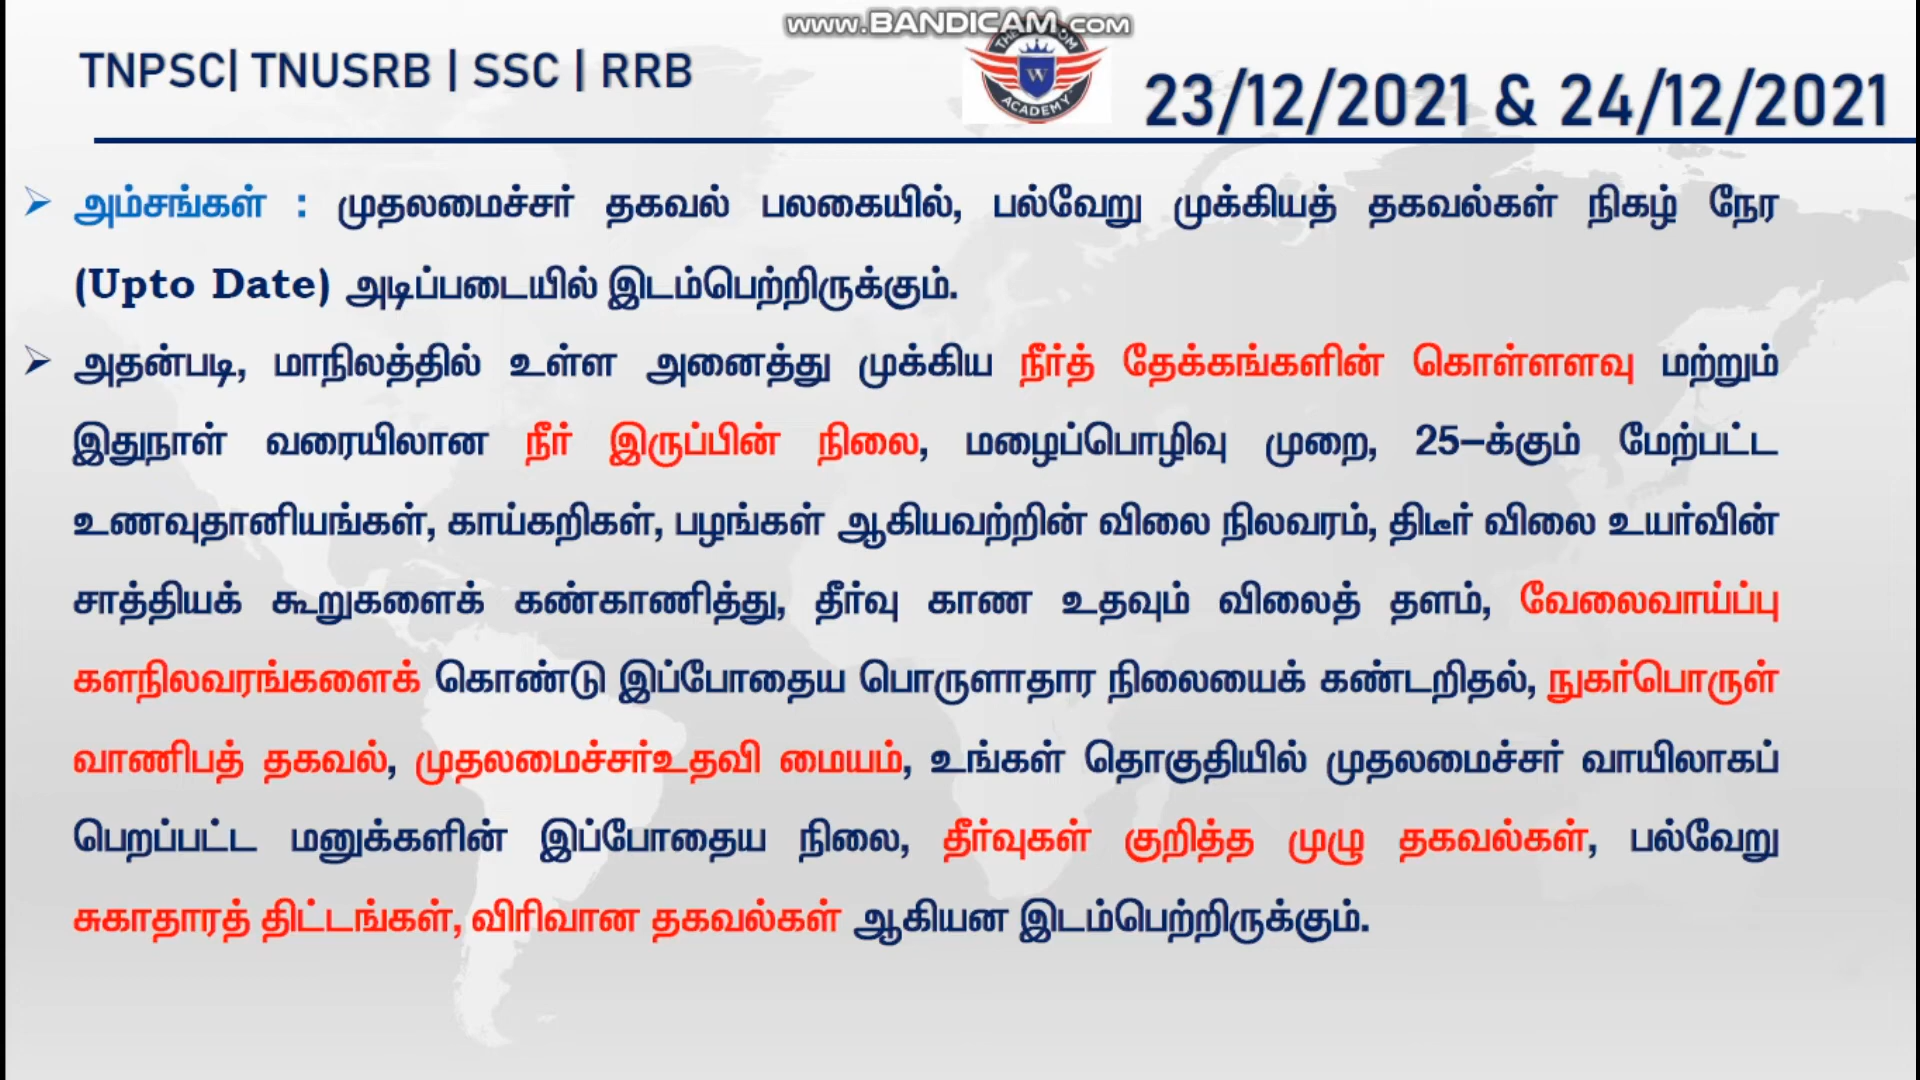 www.BANDICAM.com
TNPSC| TNUSRB | SSC | RRB
W
ACADEMY
23/12/2021 & 24/12/2021
அம்சங்கள் : முதலமைச்சர் தகவல் பலகையில், பல்வேறு முக்கியத் தகவல்கள் நிகழ் நேர
(Upto Date) அடிப்படையில் இடம்பெற்றிருக்கும்.
அதன்படி, மாநிலத்தில் உள்ள அனைத்து முக்கிய நீர்த் தேக்கங்களின் கொள்ளளவு மற்றும்
இதுநாள் வரையிலான நீர் இருப்பின் நிலை, மழைப்பொழிவு முறை, 25–க்கும் மேற்பட்ட
உணவுதானியங்கள், காய்கறிகள், பழங்கள் ஆகியவற்றின் விலை நிலவரம், திடீர் விலை உயர்வின்
சாத்தியக் கூறுகளைக் கண்காணித்து, தீர்வு காண உதவும் விலைத் தளம், வேலைவாய்ப்பு
களநிலவரங்களைக் கொண்டு இப்போதைய பொருளாதார நிலையைக் கண்டறிதல், நுகர்பொருள்
வாணிபத் தகவல், முதலமைச்சர்உதவி மையம், உங்கள் தொகுதியில் முதலமைச்சர் வாயிலாகப்
பெறப்பட்ட மனுக்களின் இப்போதைய நிலை, தீர்வுகள் குறித்த முழு தகவல்கள், பல்வேறு
சுகாதாரத் திட்டங்கள், விரிவான தகவல்கள் ஆகியன இடம்பெற்றிருக்கும்.